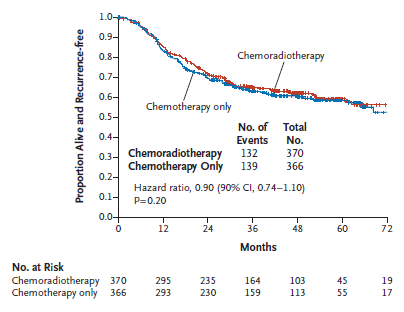 Proportion Alive and Recurrence-free
1.0
0.9
0.8
0.7
0.6
0.5
0.4
0.3
0.2
0.1
0.0
Chemoradiotherapy
Chemotherapy only
No. of Events Total No.
Chemoradiotherapy 132 370
Chemotherapy Only 139 366
Hazard ratio, 0.90 (90% CI, 0.74–1.10)
P=0.20
0 12 24 36 48 60 72
Months
No. at Risk
Chemoradiotherapy 370 295 235 164 103 45 19
Chemotherapy only 366 293 230 159 113 55 17